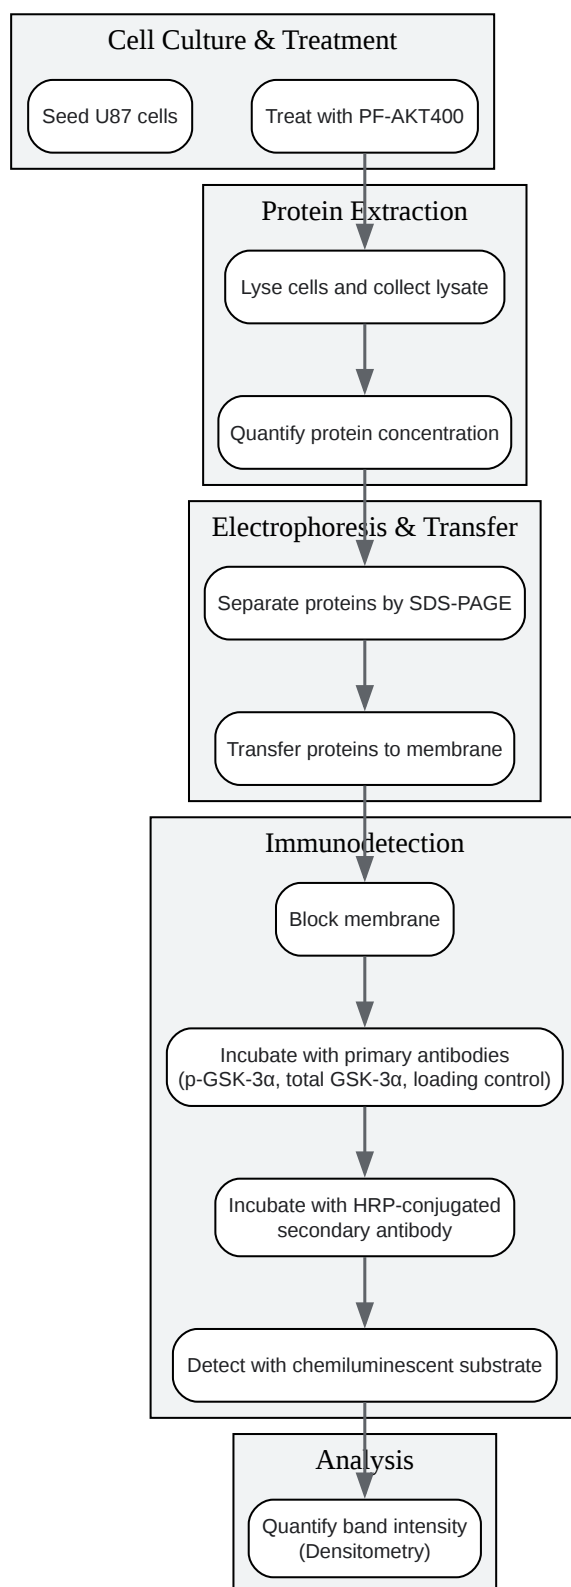 Cell Culture & Treatment
Seed U87 cells
Treat with PF-AKT400
Protein Extraction
Lyse cells and collect lysate
Quantify protein concentration
Electrophoresis & Transfer
Separate proteins by SDS-PAGE
Transfer proteins to membrane
Immunodetection
Block membrane
Incubate with primary antibodies
(p-GSK-3α, total GSK-3α, loading control)
Incubate with HRP-conjugated
secondary antibody
Detect with chemiluminescent substrate
Analysis
Quantify band intensity
(Densitometry)